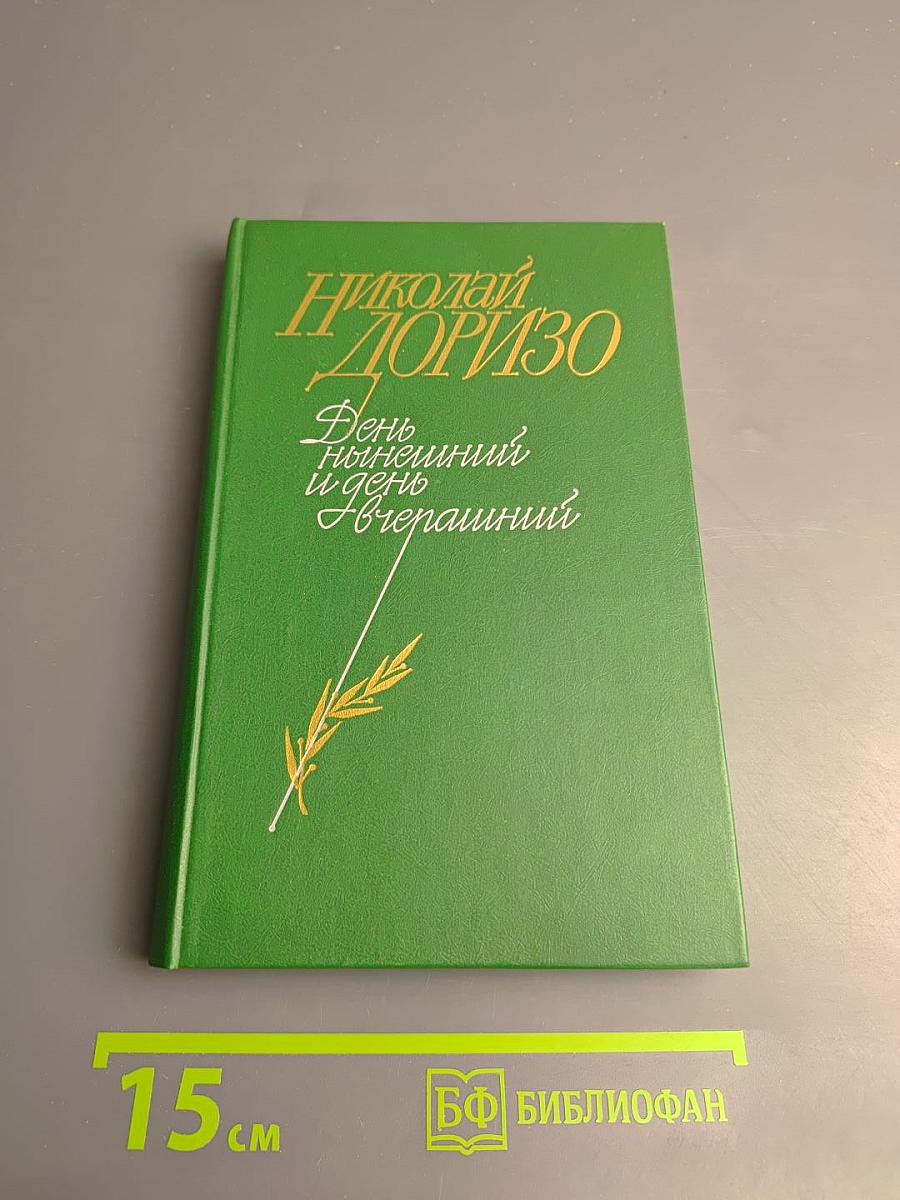 Николай
ДОРИЗО
День
нынешний
и день
вчерашний
15 см
БФ БИБЛИОФАН